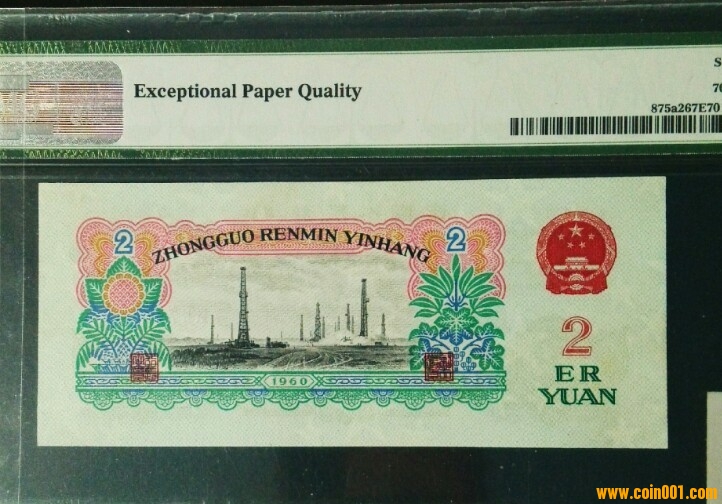 Exceptional Paper Quality
S
70
875a267E70
2
ZHONGGUO RENMIN YINHANG
2
1960
2
ER
YUAN
www.coin001.com